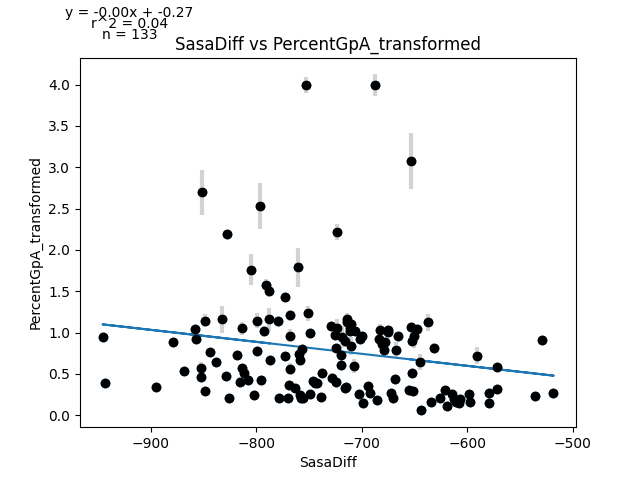 y = -0.00x + -0.27
r^2 = 0.04
n = 133
SasaDiff vs PercentGpA_transformed
PercentGpA_transformed
4.0
3.5
3.0
2.5
2.0
1.5
1.0
0.5
0.0
−900 −800 −700 −600 −500
SasaDiff